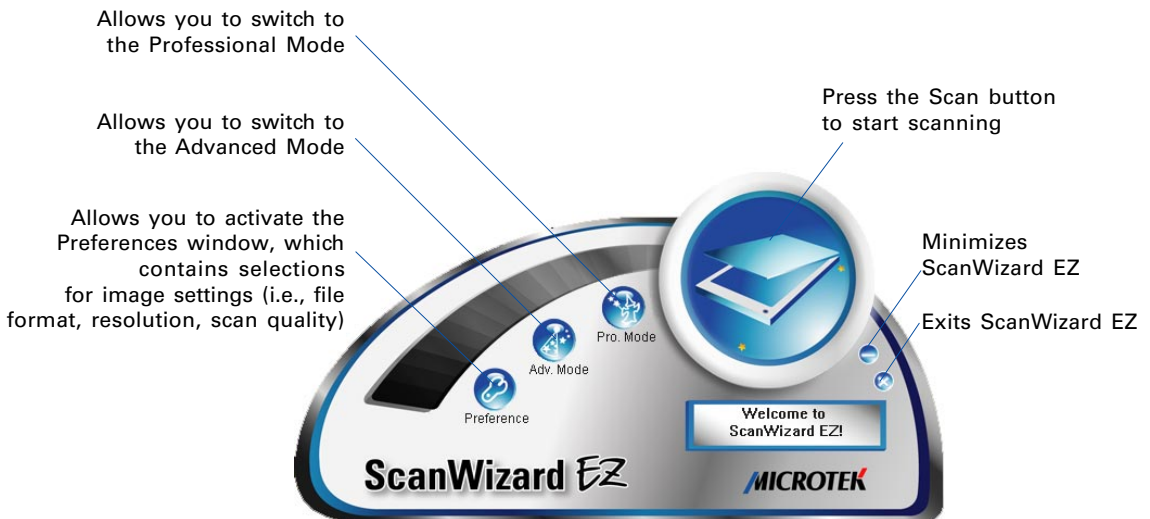 Allows you to switch to
the Professional Mode
Allows you to switch to
the Advanced Mode
Allows you to activate the
Preferences window, which
contains selections
for image settings (i.e., file
format, resolution, scan quality)
Press the Scan button
to start scanning
Minimizes
ScanWizard EZ
Exits ScanWizard EZ
Pro. Mode
Adv. Mode
Preference
Welcome to
ScanWizard EZ!
ScanWizard EZ
MICROTEK